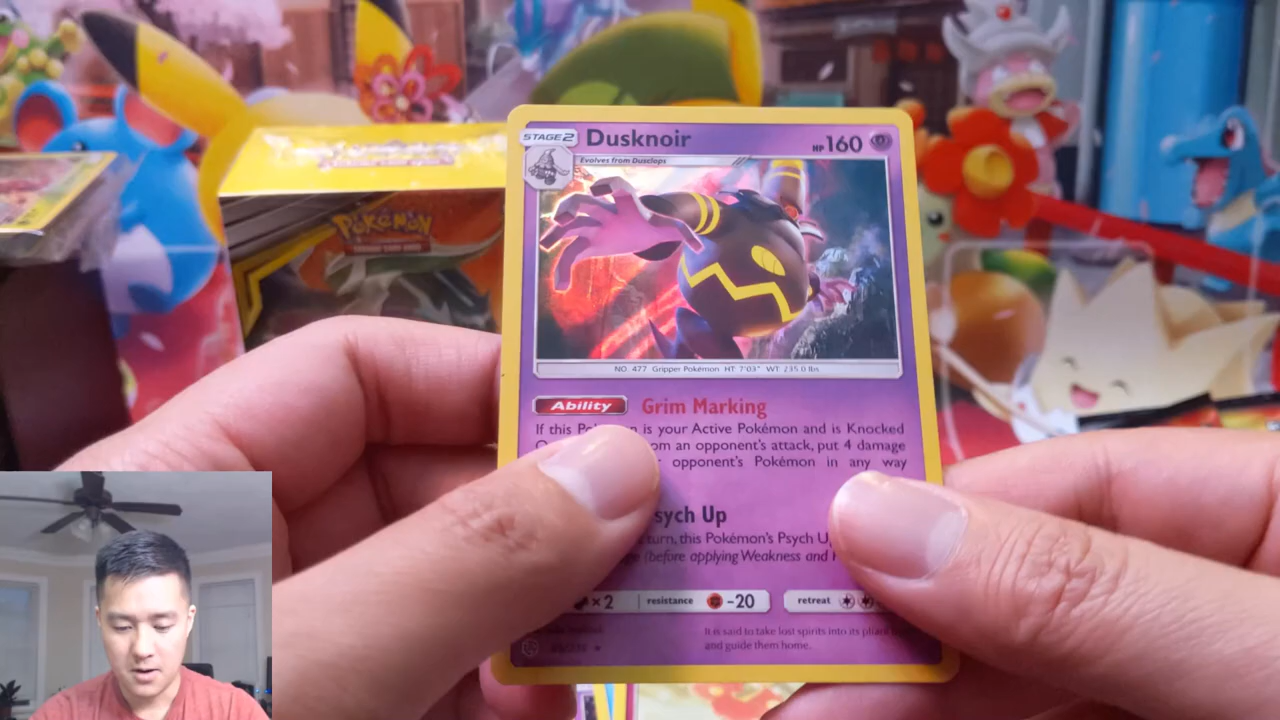 POKÉMON
STAGE 2 Dusknoir HP 160
Evolves from Dusclops
NO. 477 Gripper Pokémon HT: 7'03" WT: 235.0 lbs
Ability Grim Marking
If this is your Active Pokémon and is Knocked
an opponent's attack, put 4 damage
opponent's Pokémon in any way
sych Up
turn, this Pokémon's Psych
(before applying Weakness and
×2 resistance -20 retreat
It is said to take lost spirits into its pliant
and guide them home.